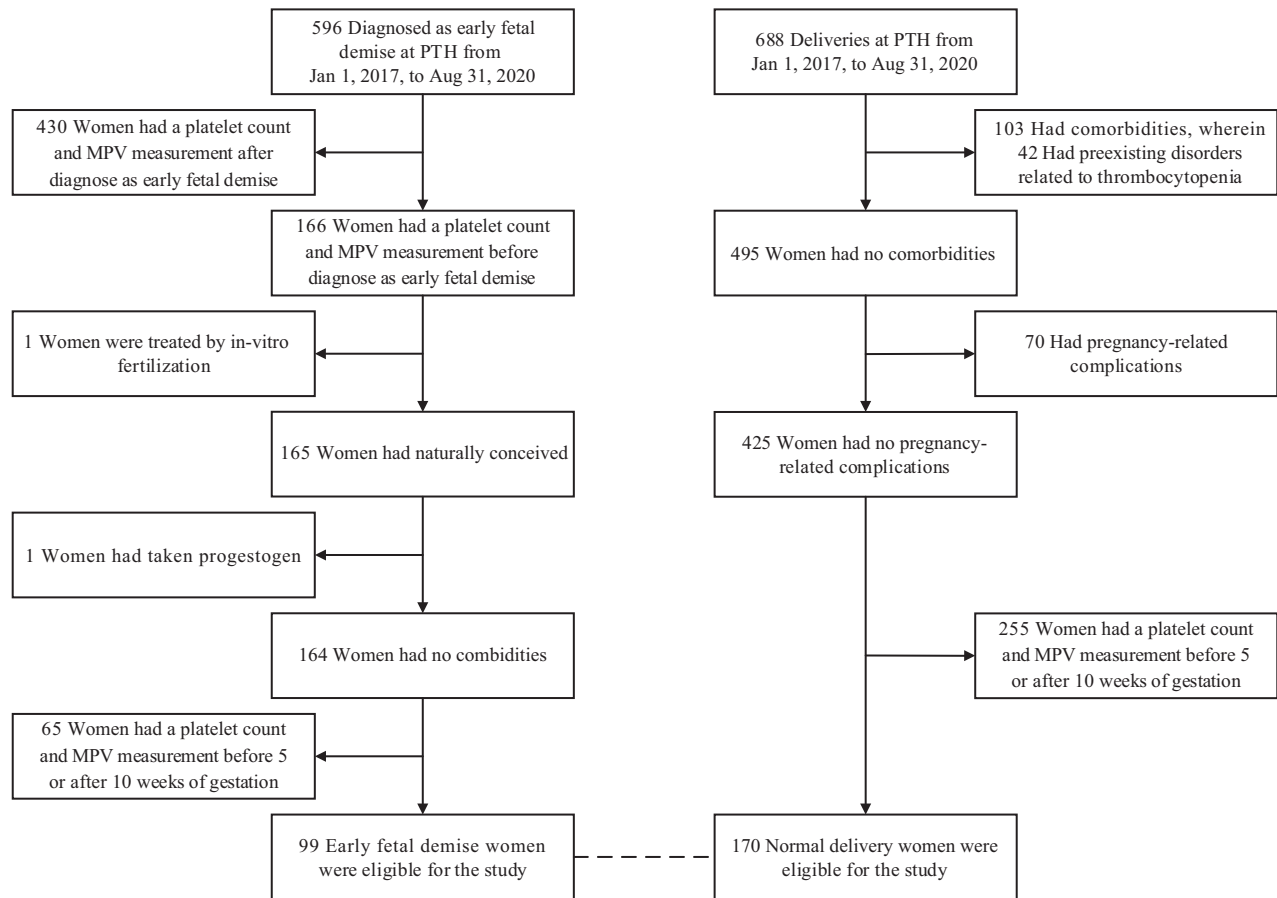 596 Diagnosed as early fetal
demise at PTH from
Jan 1, 2017, to Aug 31, 2020
430 Women had a platelet count
and MPV measurement after
diagnose as early fetal demise
166 Women had a platelet count
and MPV measurement before
diagnose as early fetal demise
1 Women were treated by in-vitro
fertilization
165 Women had naturally conceived
1 Women had taken progestogen
164 Women had no combidities
65 Women had a platelet count
and MPV measurement before 5
or after 10 weeks of gestation
99 Early fetal demise women
were eligible for the study
688 Deliveries at PTH from
Jan 1, 2017, to Aug 31, 2020
103 Had comorbidities, wherein
42 Had preexisting disorders
related to thrombocytopenia
495 Women had no comorbidities
70 Had pregnancy-related
complications
425 Women had no pregnancy-
related complications
255 Women had a platelet count
and MPV measurement before 5
or after 10 weeks of gestation
170 Normal delivery women were
eligible for the study